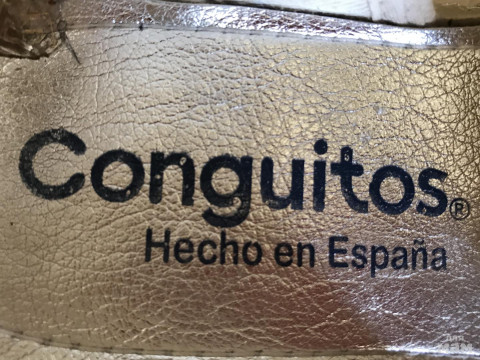 Conguitos®
Hecho en España